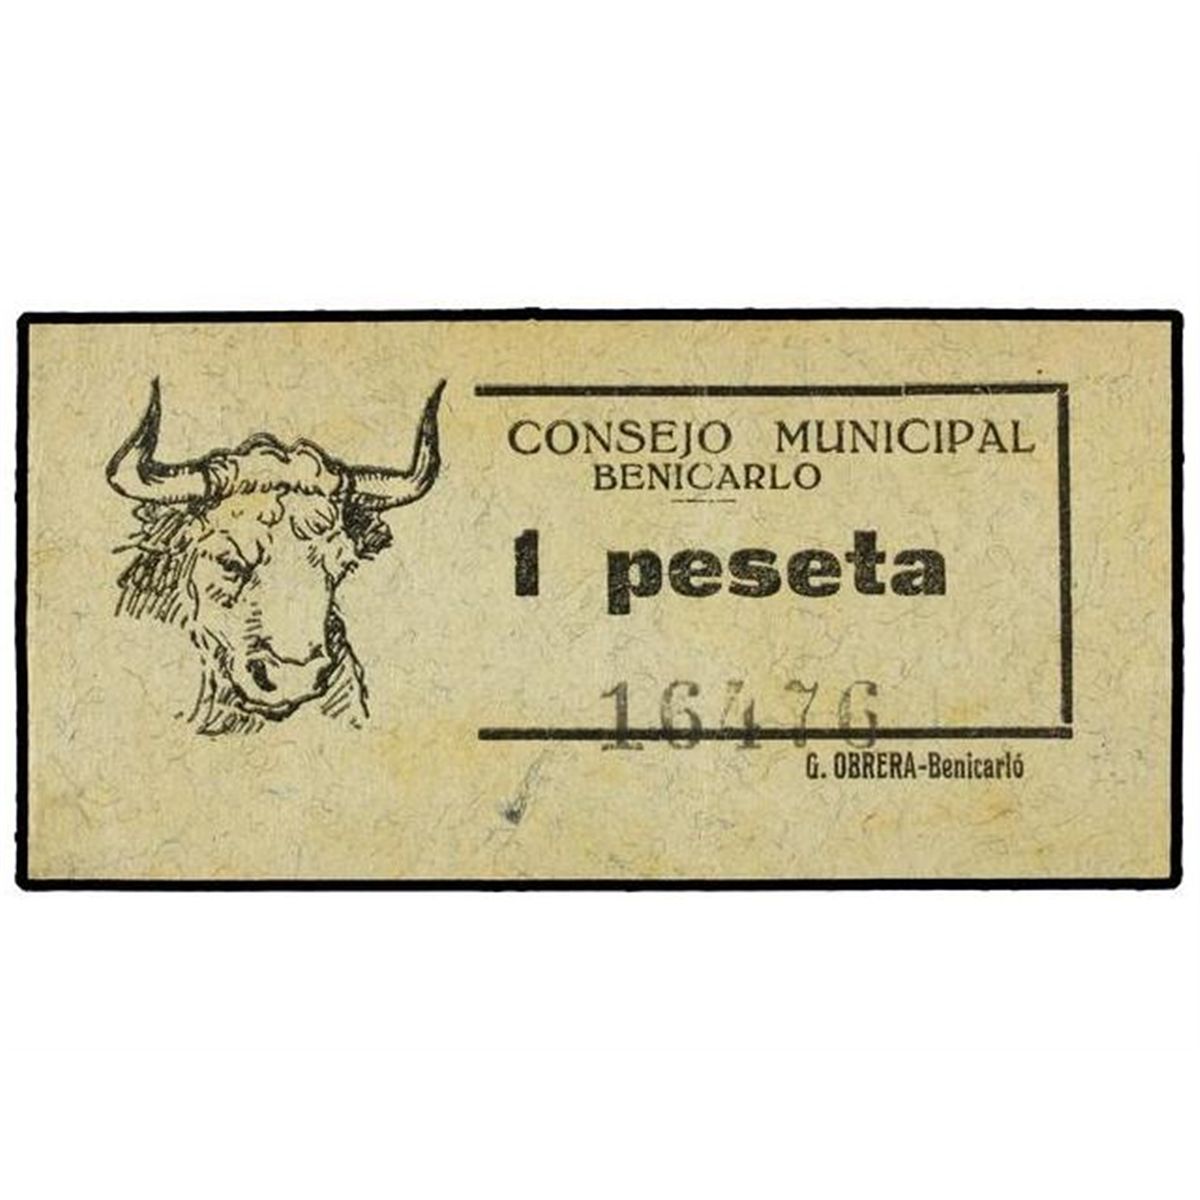 CONSEJO MUNICIPAL
BENICARLO
1 peseta
16476
G. OBRERA-Benicarló